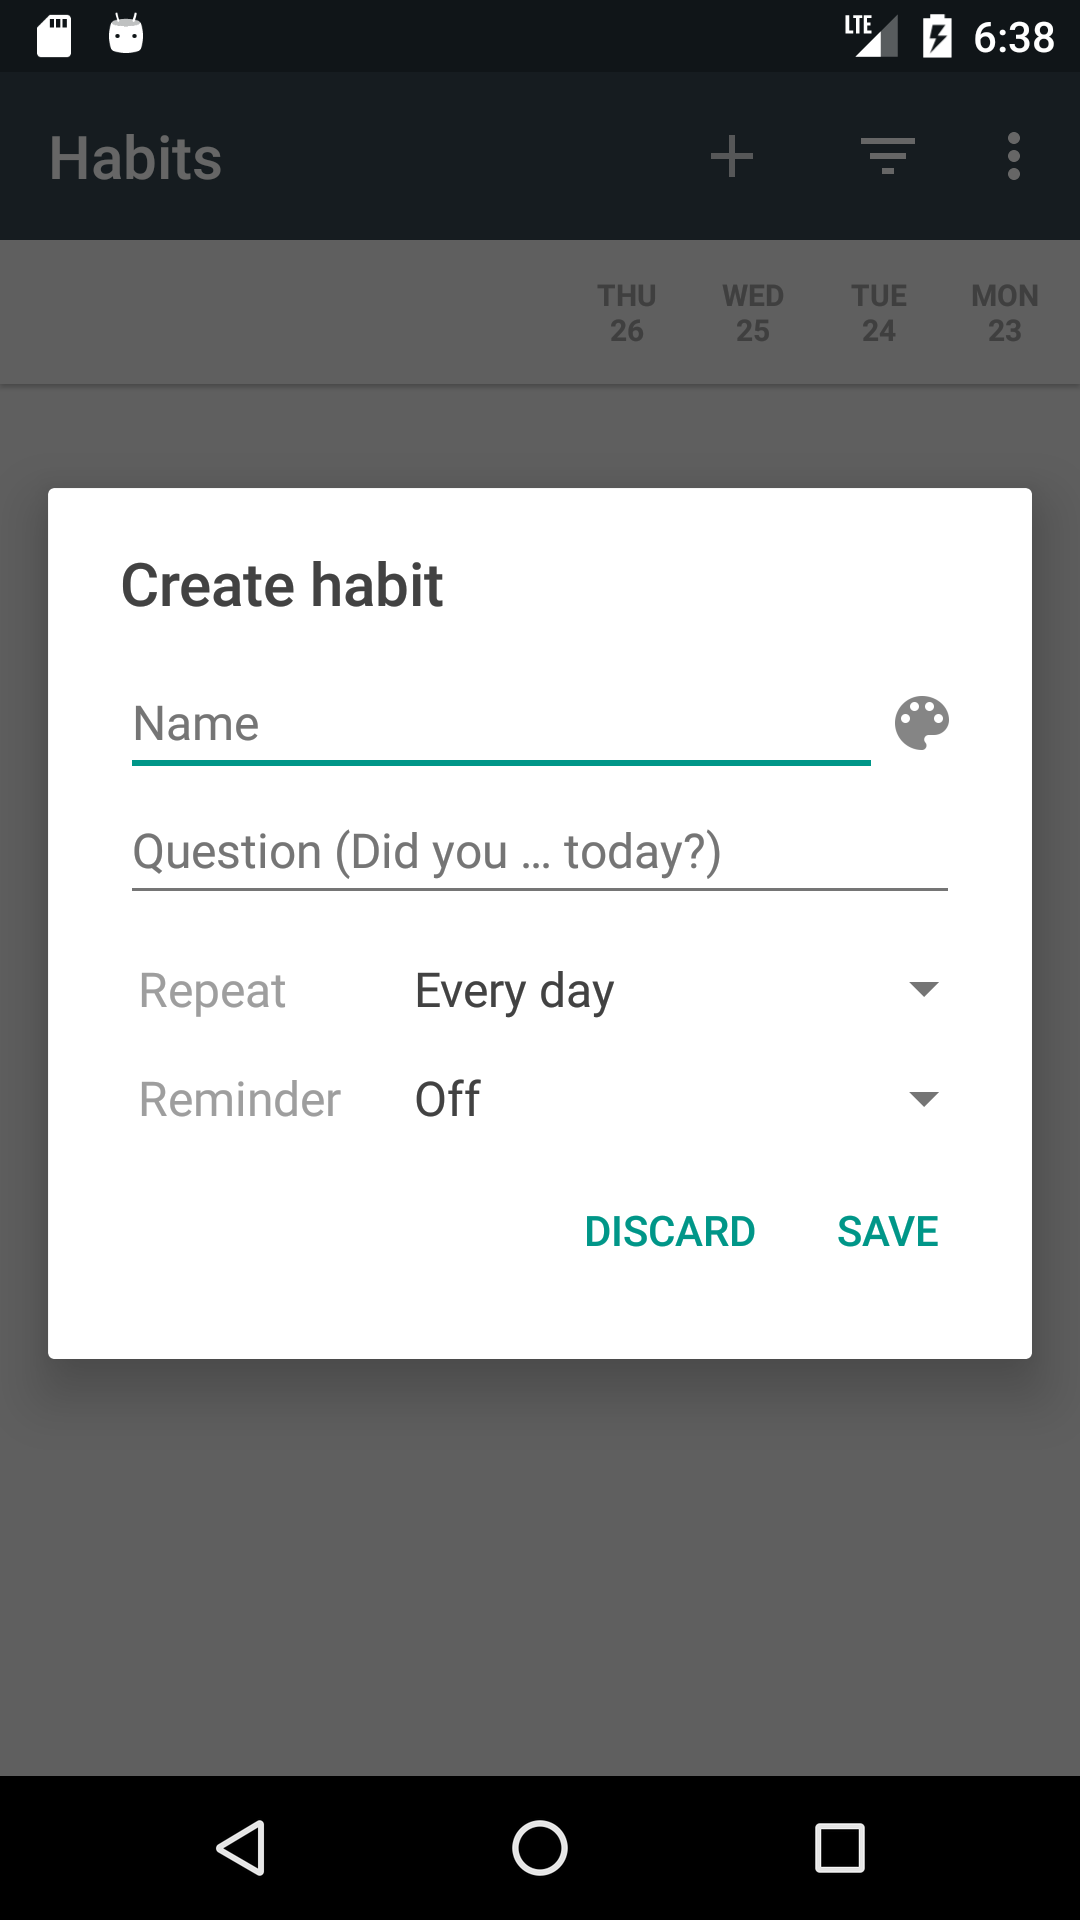 LTE 6:38
Habits
THU WED TUE MON
26 25 24 23
Create habit
Name
Question (Did you ... today?)
Repeat Every day
Reminder Off
DISCARD SAVE